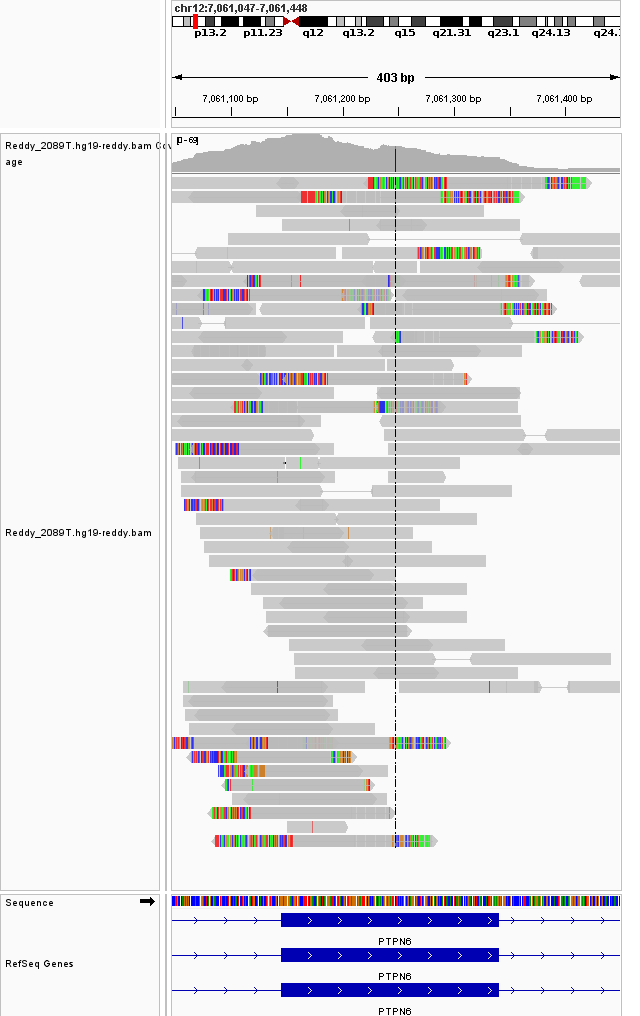 chr12:7,061,047-7,061,448
p13.2 p11.23 q12 q13.2 q15 q21.31 q23.1 q24.13 q24.
403 bp
7,061,100 bp 7,061,200 bp 7,061,300 bp 7,061,400 bp
[0-69]
Reddy_2089T.hg19-reddy.bam Cov
age
Reddy_2089T.hg19-reddy.bam
Sequence
PTPN6
RefSeq Genes
PTPN6
PTPN6